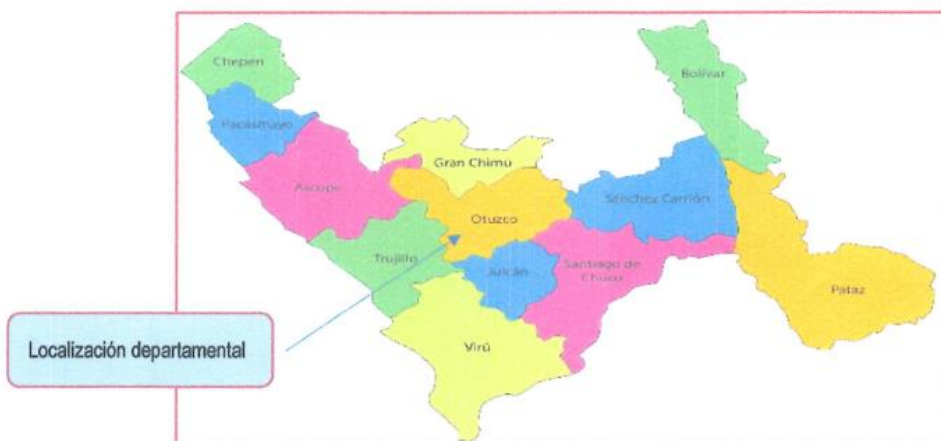 Chepén
Bolívar
Pacasmayo
Gran Chimú
Ascope
Sánchez Carrión
Otuzco
Trujillo
Julcán
Santiago de
Chuco
Pataz
Virú
Localización departamental